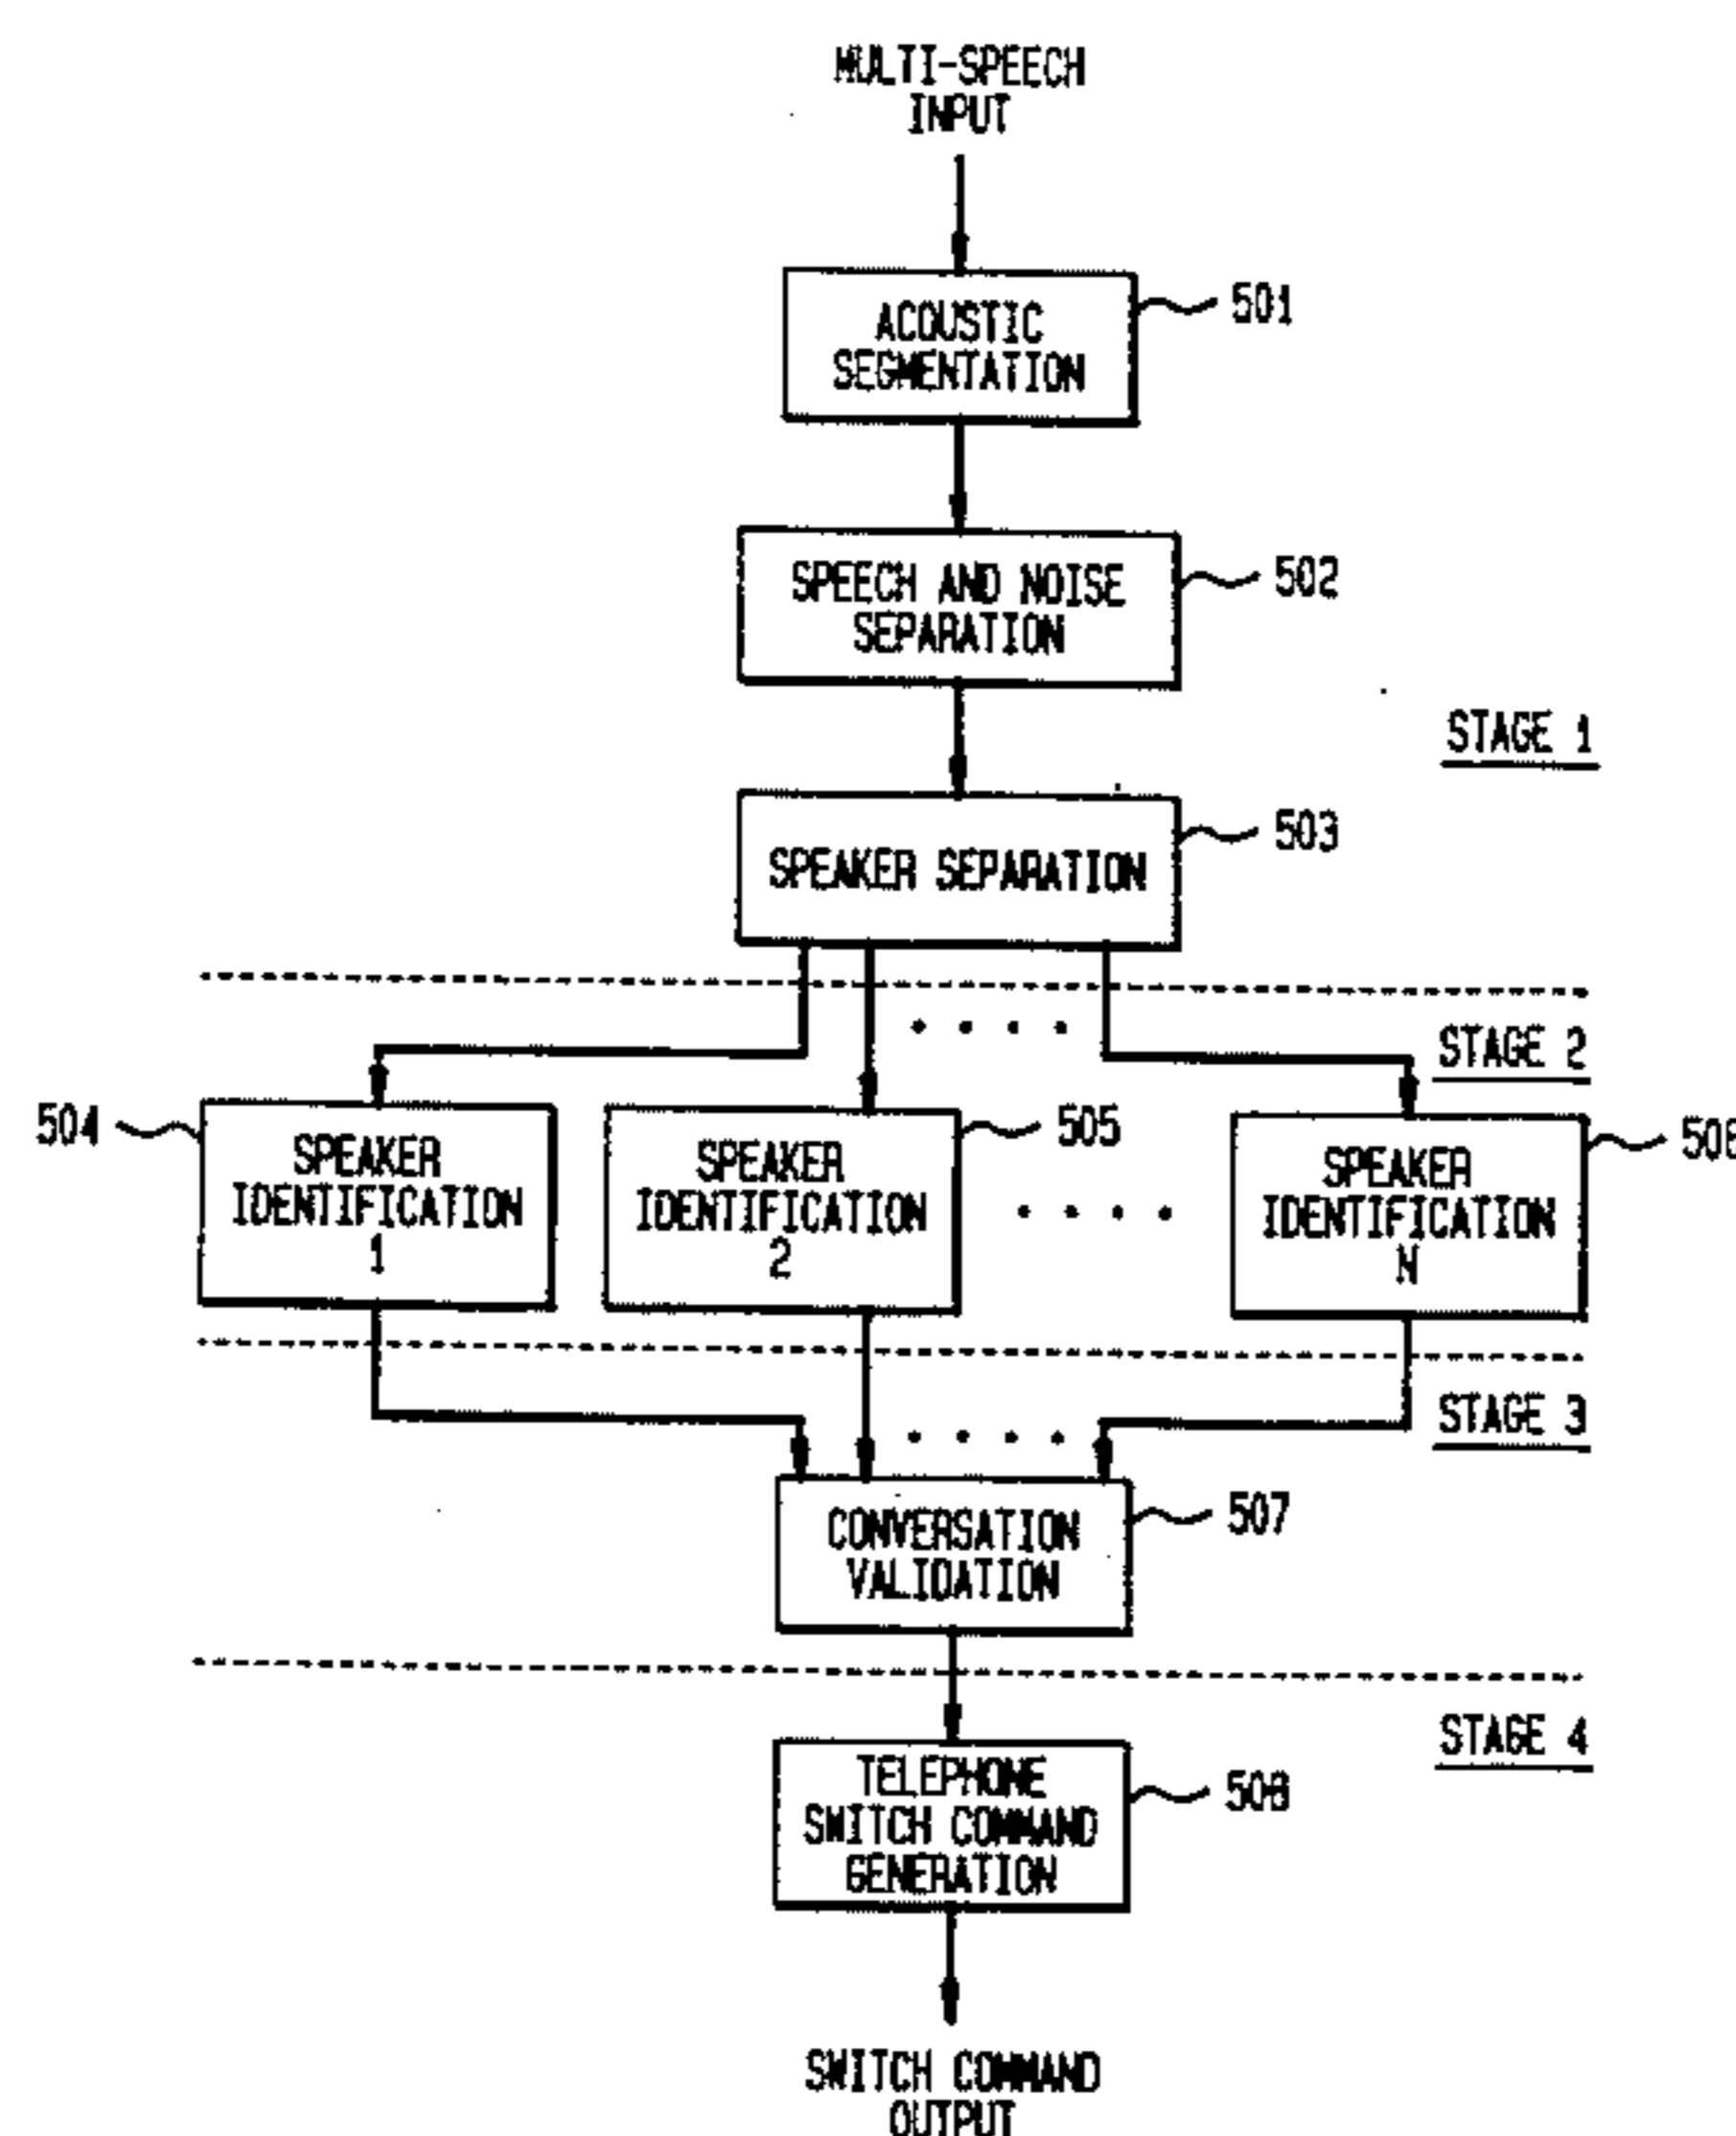 MULTI-SPEECH
INPUT
ACOUSTIC
SEGMENTATION
501
SPEECH AND NOISE
SEPARATION
502
STAGE 1
SPEAKER SEPARATION
503
STAGE 2
504
SPEAKER
IDENTIFICATION
1
SPEAKER
IDENTIFICATION
2
505
SPEAKER
IDENTIFICATION
N
506
STAGE 3
CONVERSATION
VALIDATION
507
STAGE 4
TELEPHONE
SWITCH COMMAND
GENERATION
508
SWITCH COMMAND
OUTPUT